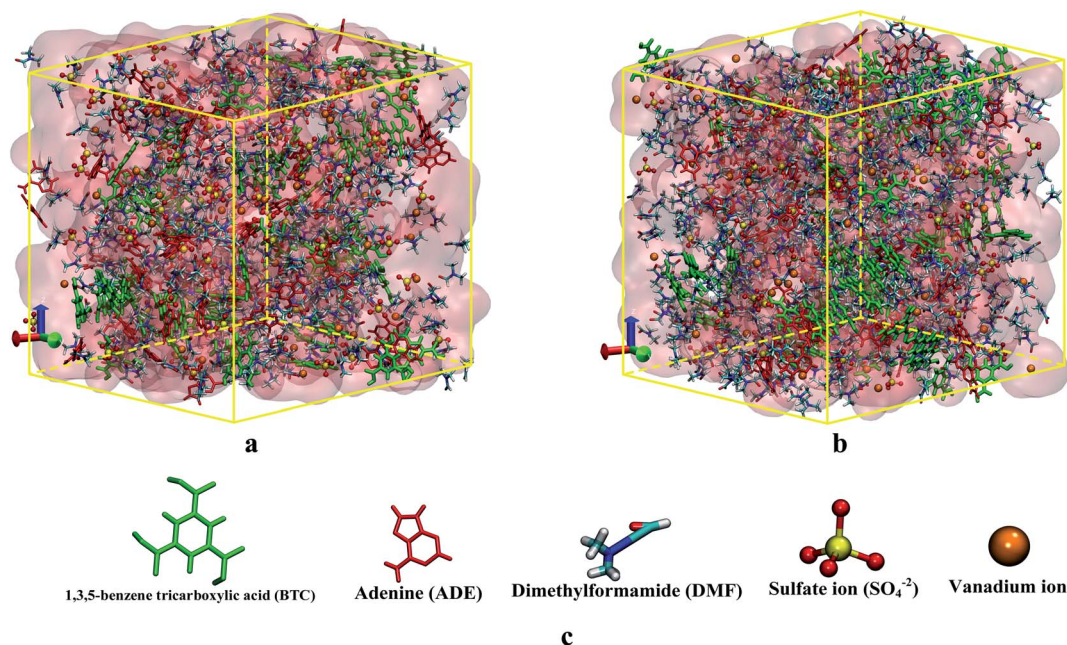 a
b
1,3,5-benzene tricarboxylic acid (BTC)
Adenine (ADE)
Dimethylformamide (DMF)
Sulfate ion (SO₄⁻²)
Vanadium ion
c